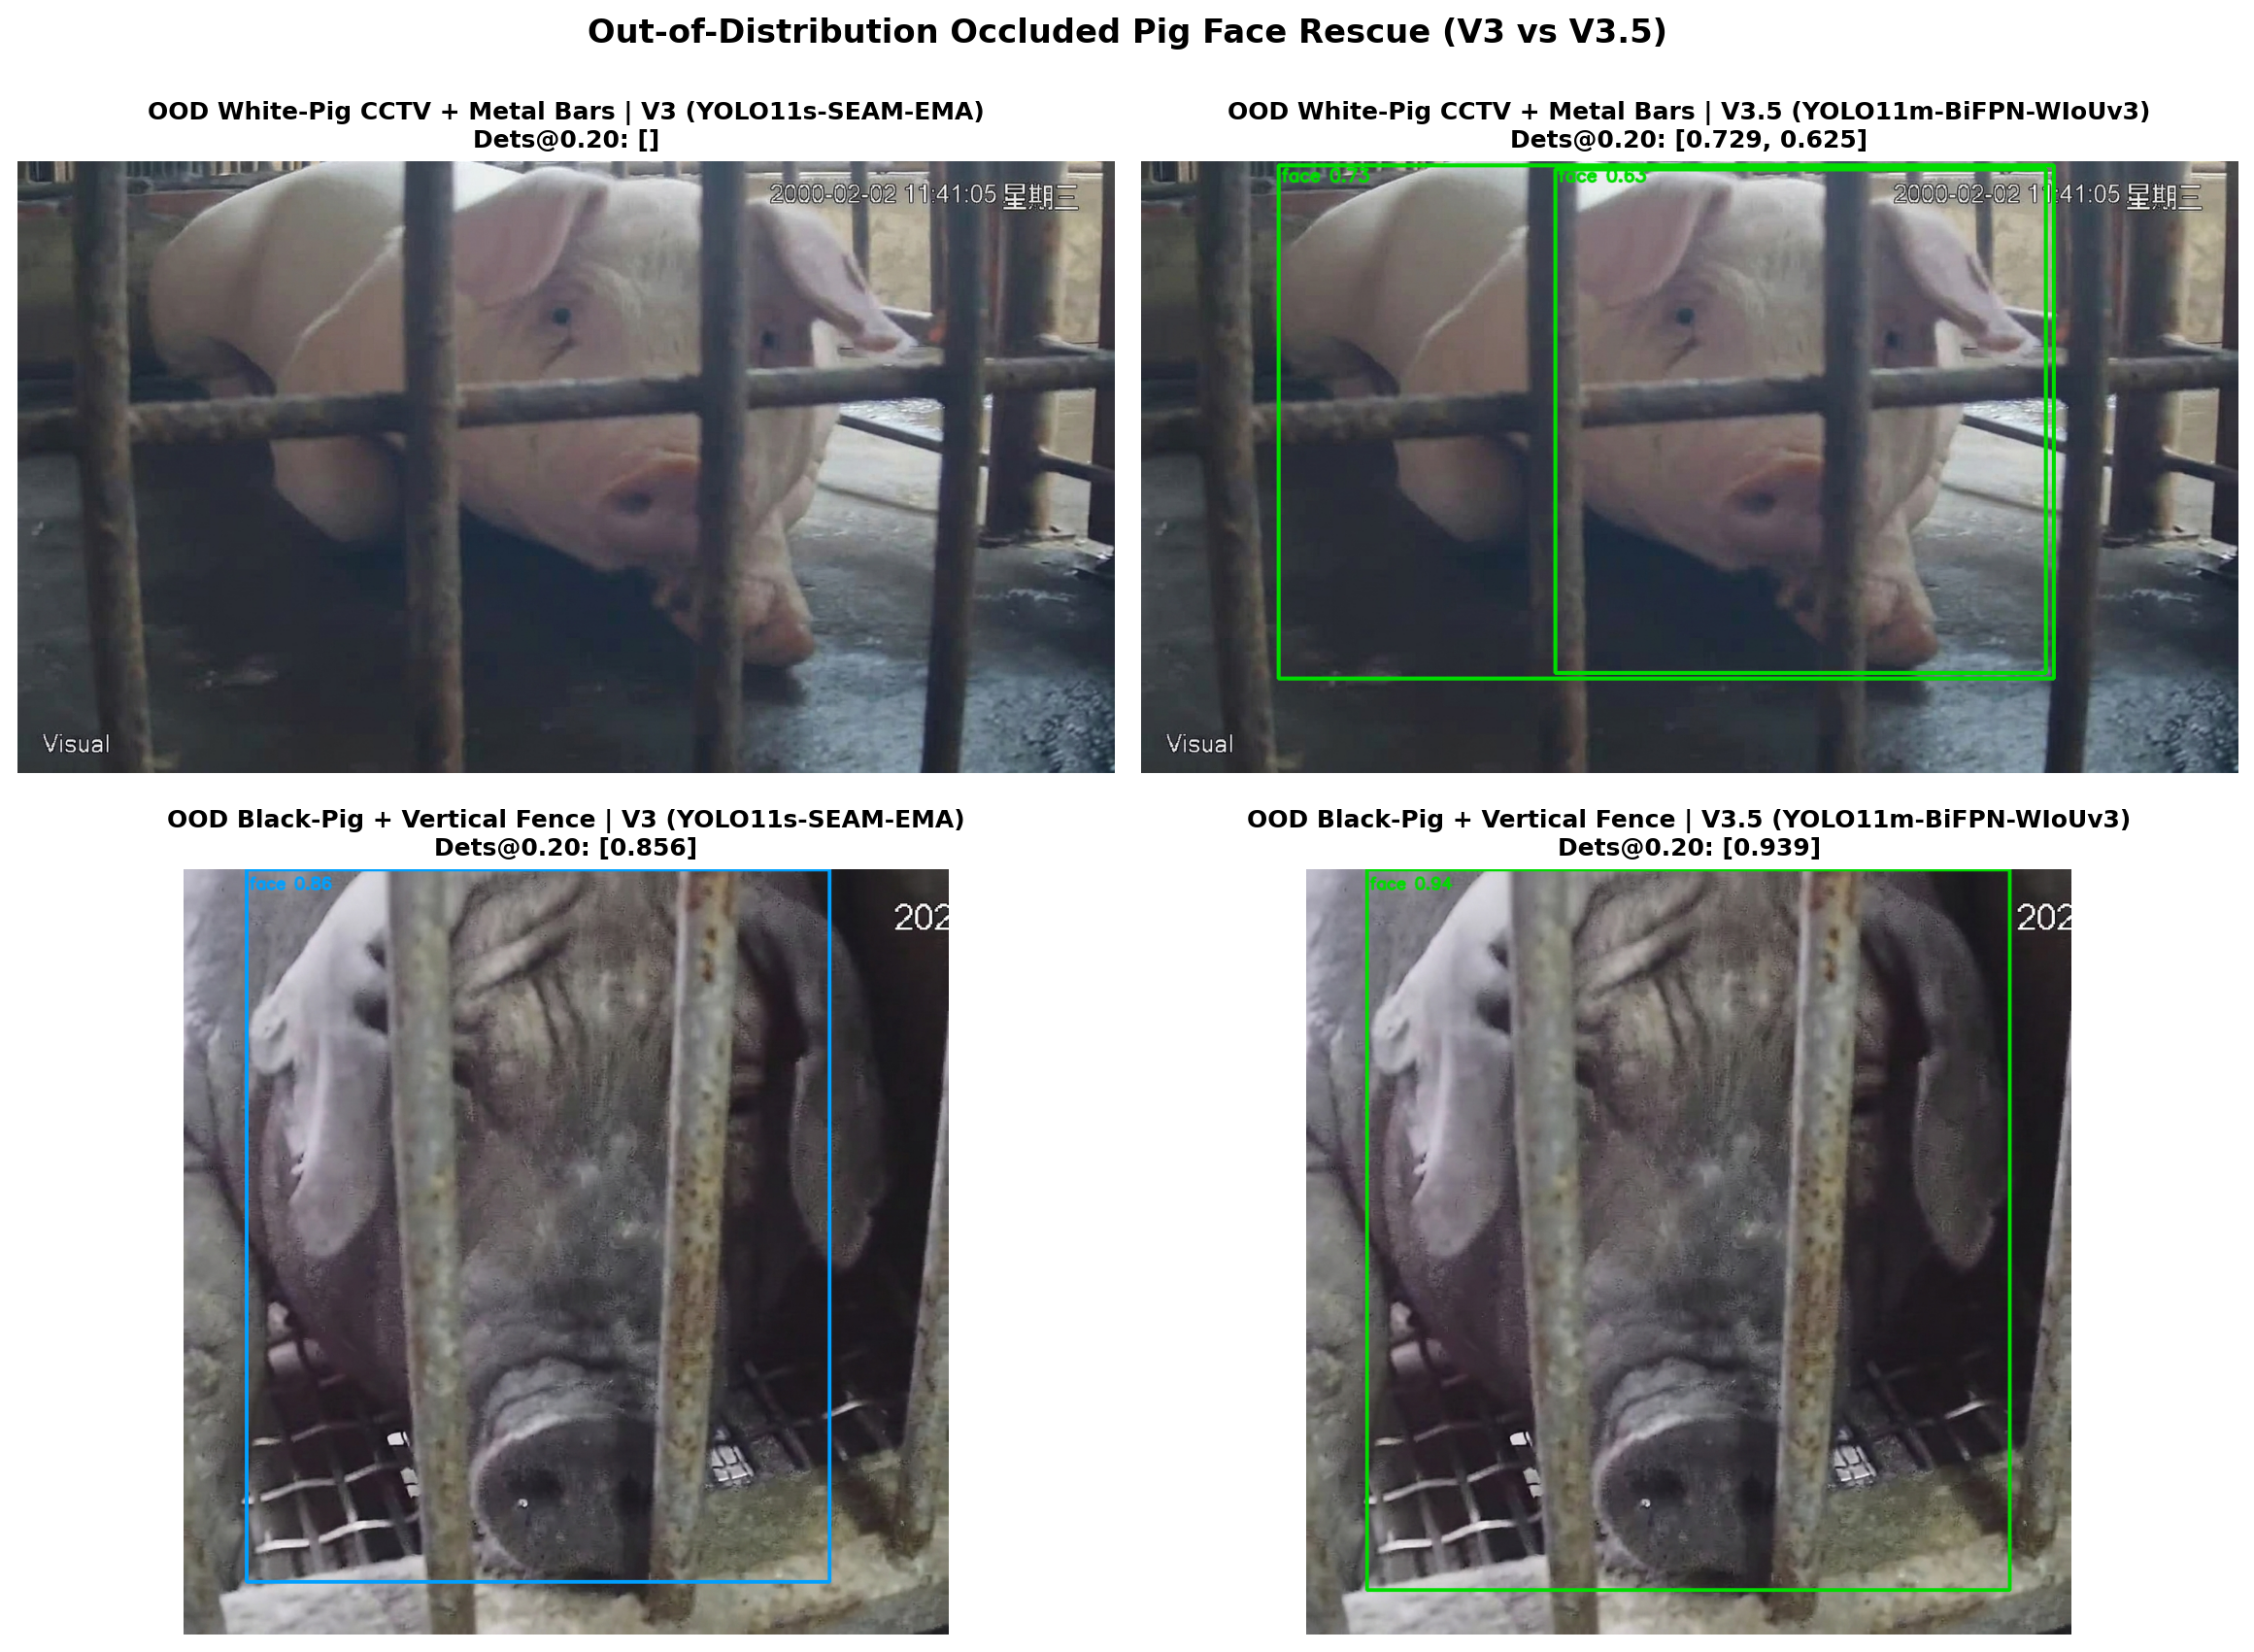 Out-of-Distribution Occluded Pig Face Rescue (V3 vs V3.5)
OOD White-Pig CCTV + Metal Bars | V3 (YOLO11s-SEAM-EMA)
Dets@0.20: []
OOD White-Pig CCTV + Metal Bars | V3.5 (YOLO11m-BiFPN-WIoUv3)
Dets@0.20: [0.729, 0.625]
2000-02-02 11:41:05 星期三
Visual
face 0.73
face 0.63
2000-02-02 11:41:05 星期三
Visual
OOD Black-Pig + Vertical Fence | V3 (YOLO11s-SEAM-EMA)
Dets@0.20: [0.856]
OOD Black-Pig + Vertical Fence | V3.5 (YOLO11m-BiFPN-WIoUv3)
Dets@0.20: [0.939]
face 0.86
202
face 0.94
202